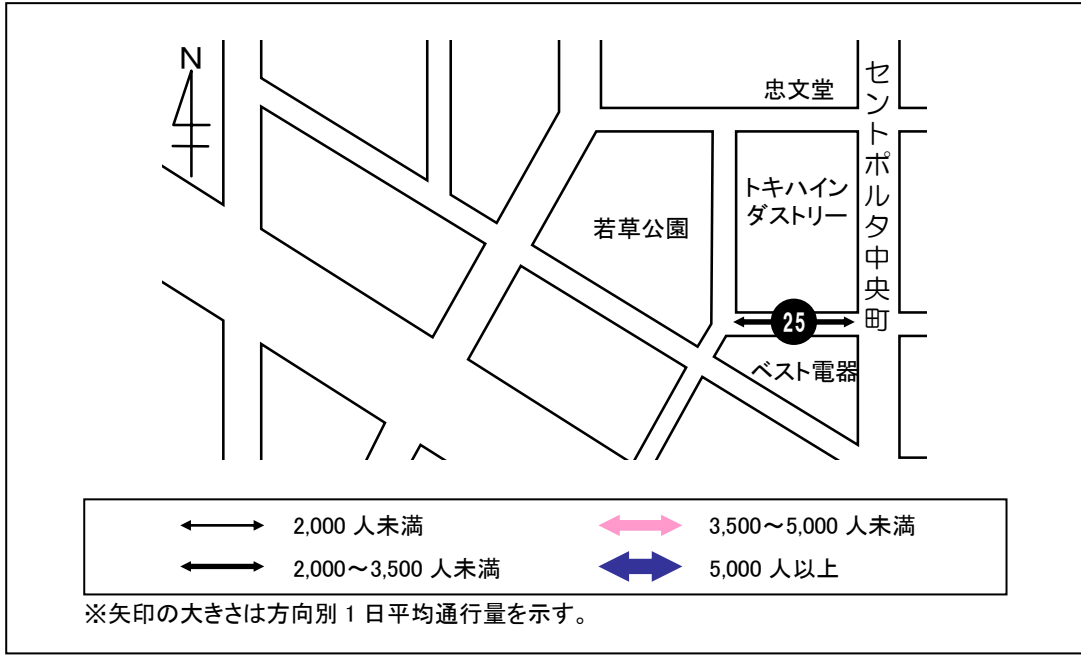 N
忠文堂
セントポルタ中央町
トキハイン
ダストリー
若草公園
25
ベスト電器
2,000 人未満
3,500～5,000 人未満
2,000～3,500 人未満
5,000 人以上
※矢印の大きさは方向別 1 日平均通行量を示す。